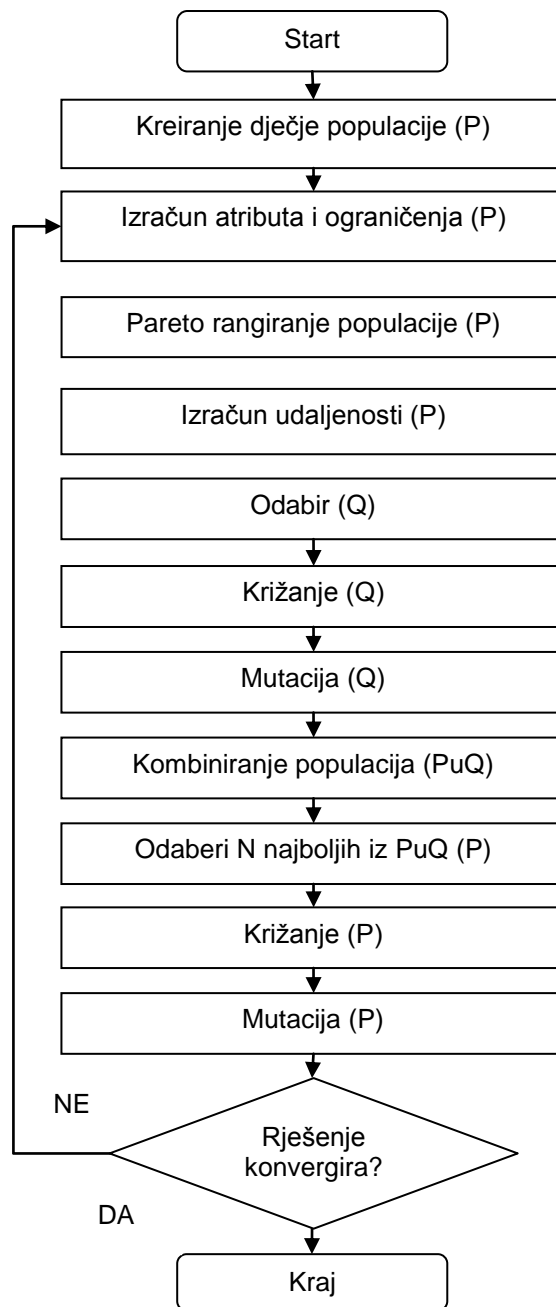 Start
Kreiranje dječje populacije (P)
Izračun atributa i ograničenja (P)
Pareto rangiranje populacije (P)
Izračun udaljenosti (P)
Odabir (Q)
Križanje (Q)
Mutacija (Q)
Kombiniranje populacija (PuQ)
Odaberi N najboljih iz PuQ (P)
Križanje (P)
Mutacija (P)
NE
Rješenje
konvergira?
DA
Kraj